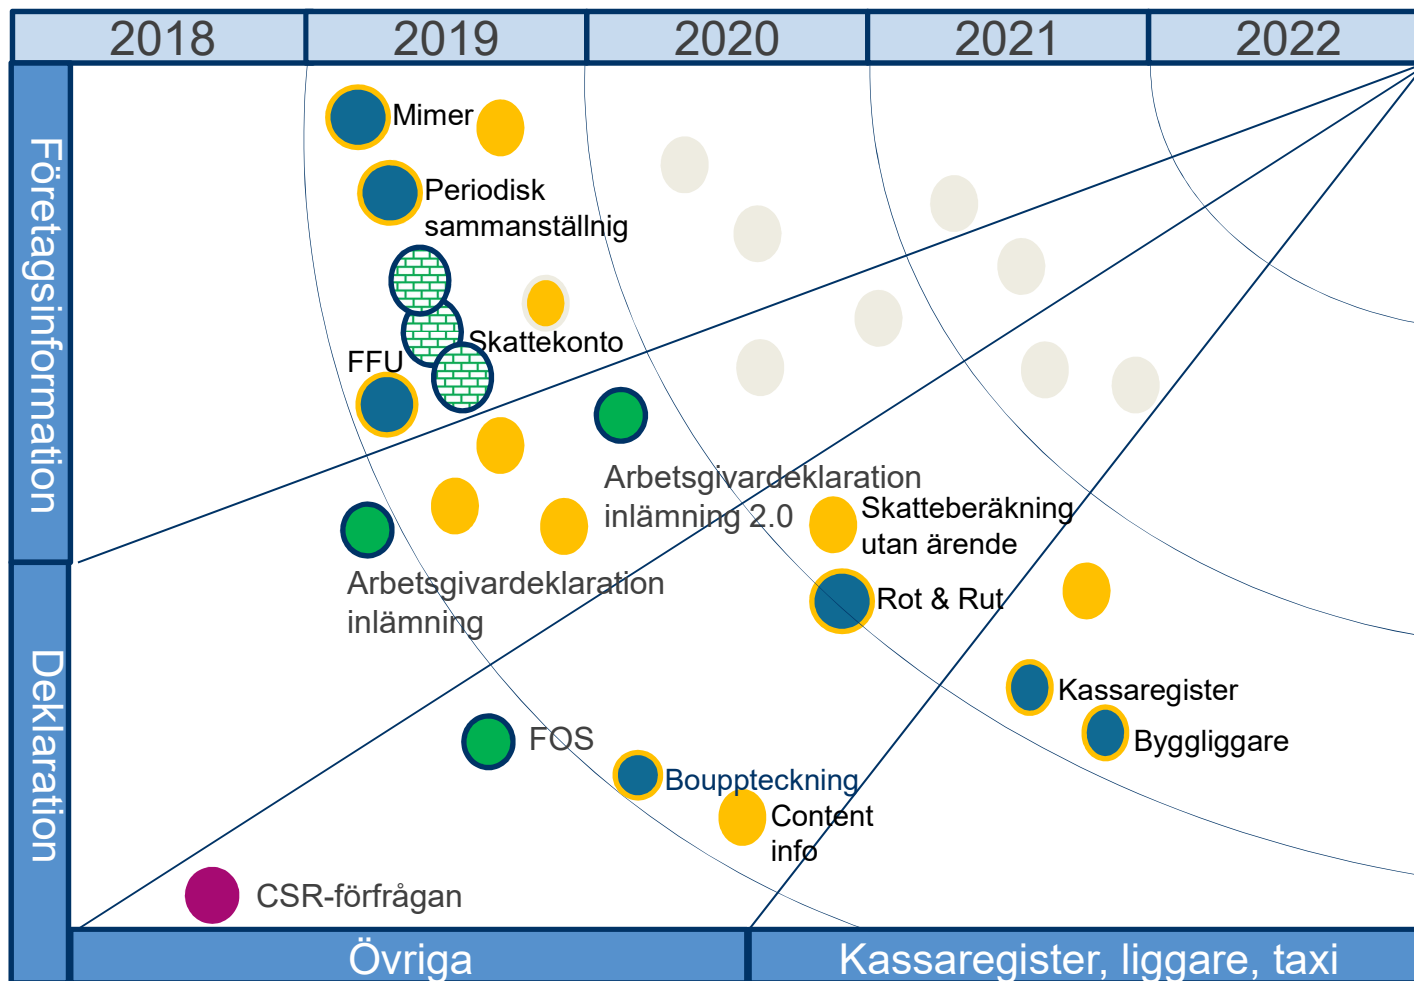 2018
2019
2020
2021
2022
Företagsinformation
Deklaration
Mimer
Periodisk
sammanställnig
Skattekonto
FFU
Arbetsgivardeklaration
inlämning 2.0
Arbetsgivardeklaration
inlämning
Skatteberäkning
utan ärende
Rot & Rut
Kassaregister
Byggliggare
FOS
Bouppteckning
Content
info
CSR-förfrågan
Övriga
Kassaregister, liggare, taxi